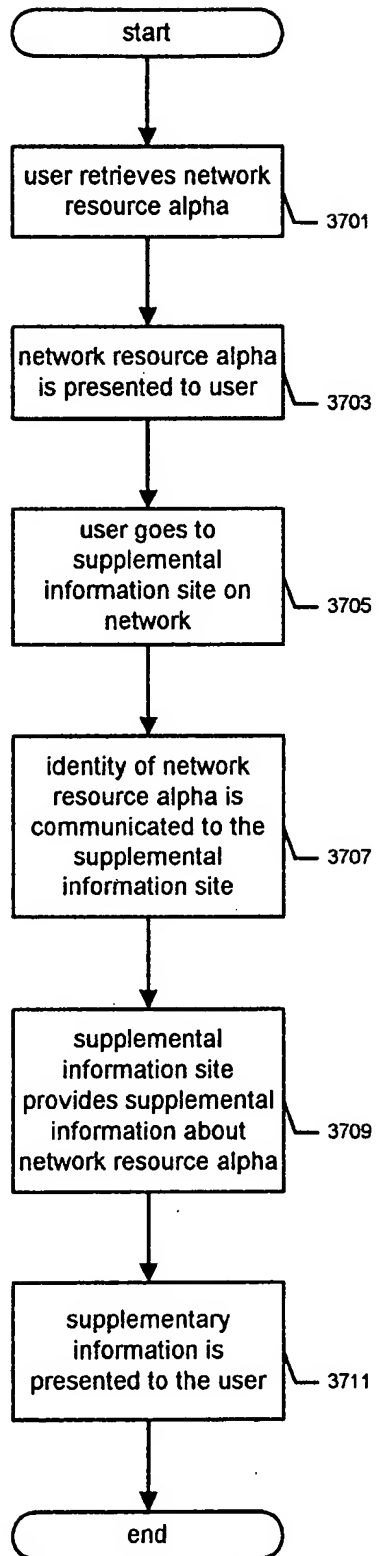 start
user retrieves network
resource alpha
3701
network resource alpha
is presented to user
3703
user goes to
supplemental
information site on
network
3705
identity of network
resource alpha is
communicated to the
supplemental
information site
3707
supplemental
information site
provides supplemental
information about
network resource alpha
3709
supplementary
information is
presented to the user
3711
end